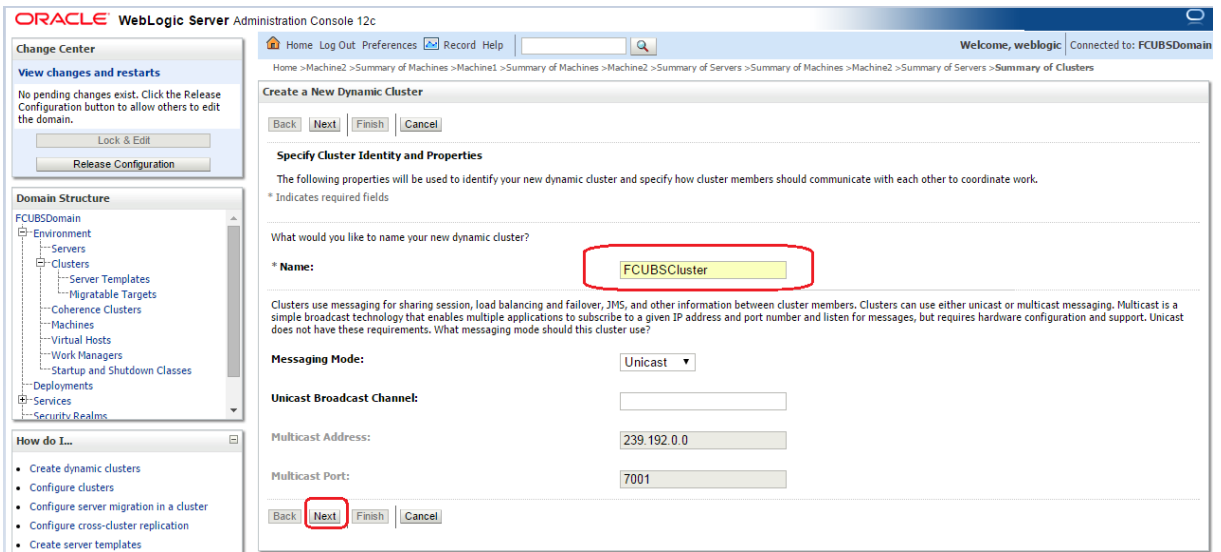 ORACLE WebLogic Server Administration Console 12c
Change Center
View changes and restarts
No pending changes exist. Click the Release
Configuration button to allow others to edit
the domain.
Lock & Edit
Release Configuration
Domain Structure
FCUBSDomain
Environment
Servers
Clusters
Server Templates
Migratable Targets
Coherence Clusters
Machines
Virtual Hosts
Work Managers
Startup and Shutdown Classes
Deployments
Services
Security Realms
How do I...
Create dynamic clusters
Configure clusters
Configure server migration in a cluster
Configure cross-cluster replication
Create server templates
Home Log Out Preferences Record Help
Welcome, weblogic Connected to: FCUBSDomain
Home >Machine2 >Summary of Machines >Machine1 >Summary of Machines >Machine2 >Summary of Servers >Summary of Machines >Machine2 >Summary of Servers >Summary of Clusters
Create a New Dynamic Cluster
Back Next Finish Cancel
Specify Cluster Identity and Properties
The following properties will be used to identify your new dynamic cluster and specify how cluster members should communicate with each other to coordinate work.
* Indicates required fields
What would you like to name your new dynamic cluster?
* Name: FCUBSCluster
Clusters use messaging for sharing session, load balancing and failover, JMS, and other information between cluster members. Clusters can use either unicast or multicast messaging. Multicast is a
simple broadcast technology that enables multiple applications to subscribe to a given IP address and port number and listen for messages, but requires hardware configuration and support. Unicast
does not have these requirements. What messaging mode should this cluster use?
Messaging Mode: Unicast
Unicast Broadcast Channel:
Multicast Address: 239.192.0.0
Multicast Port: 7001
Back Next Finish Cancel